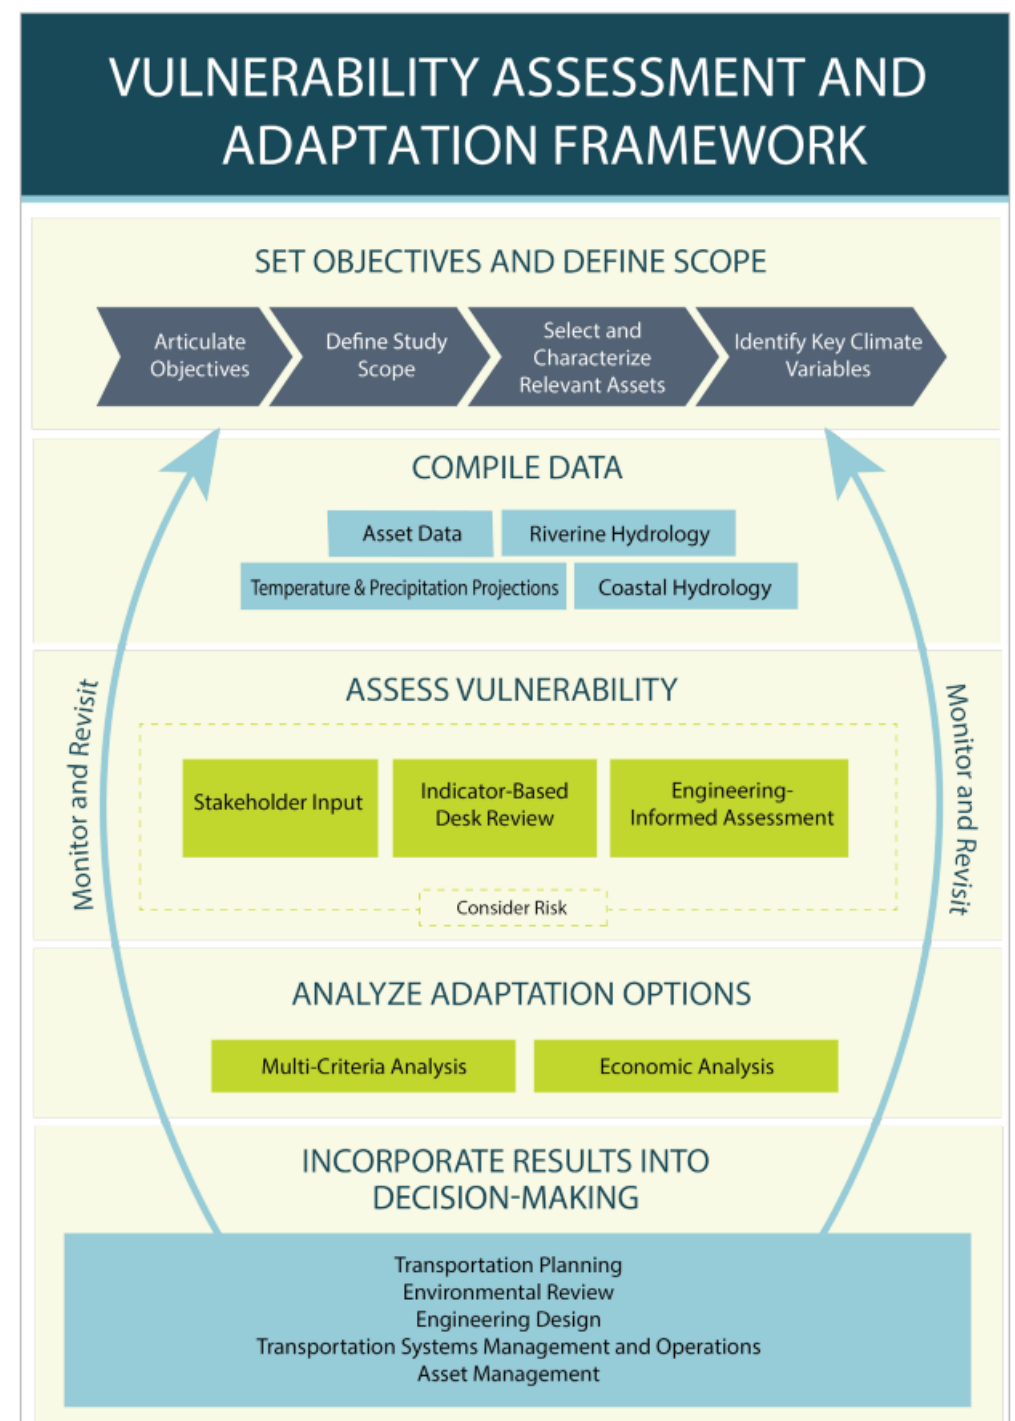 VULNERABILITY ASSESSMENT AND
ADAPTATION FRAMEWORK
SET OBJECTIVES AND DEFINE SCOPE
Articulate
Objectives
Define Study
Scope
Select and
Characterize
Relevant Assets
Identify Key Climate
Variables
COMPILE DATA
Asset Data
Riverine Hydrology
Temperature & Precipitation Projections
Coastal Hydrology
Monitor and Revisit
ASSESS VULNERABILITY
Stakeholder Input
Indicator-Based
Desk Review
Engineering-
Informed Assessment
Consider Risk
Monitor and Revisit
ANALYZE ADAPTATION OPTIONS
Multi-Criteria Analysis
Economic Analysis
INCORPORATE RESULTS INTO
DECISION-MAKING
Transportation Planning
Environmental Review
Engineering Design
Transportation Systems Management and Operations
Asset Management